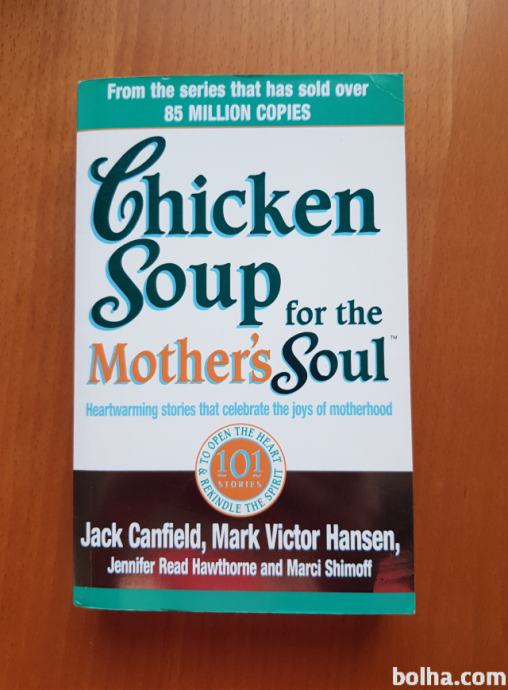 From the series that has sold over
85 MILLION COPIES
Chicken
Soup for the
Mother's Soul™
Heartwarming stories that celebrate the joys of motherhood
TO OPEN THE HEART
101
STORIES
& REKINDLE THE SPIRIT
Jack Canfield, Mark Victor Hansen,
Jennifer Read Hawthorne and Marci Shimoff
bolha.com